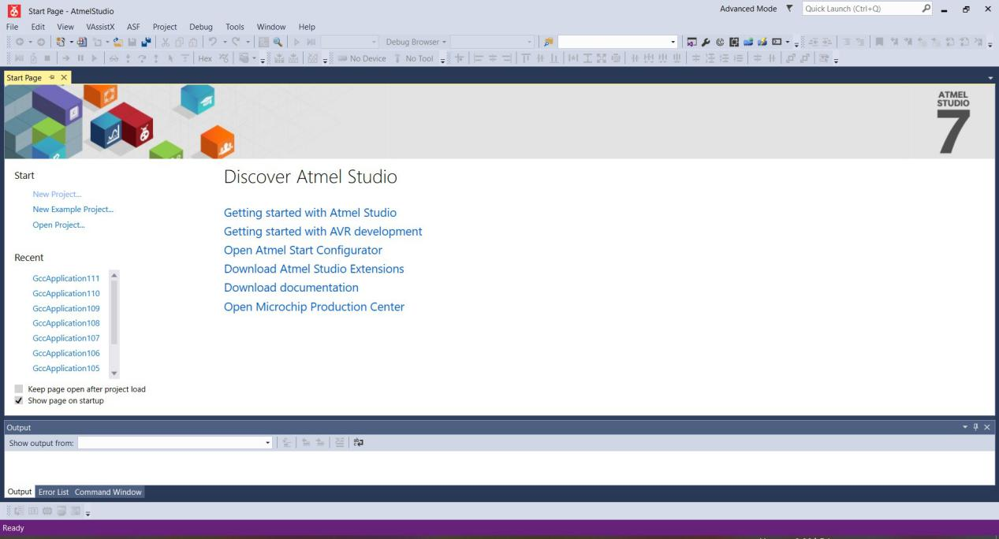 Start Page - AtmelStudio
Advanced Mode
Quick Launch (Ctrl+Q)
File Edit View VAssistX ASF Project Debug Tools Window Help
Debug Browser
Hex
No Device
No Tool
Start Page
ATMEL
STUDIO
7
Start
New Project...
New Example Project...
Open Project...
Recent
GccApplication111
GccApplication110
GccApplication109
GccApplication108
GccApplication107
GccApplication106
GccApplication105
Keep page open after project load
Show page on startup
Discover Atmel Studio
Getting started with Atmel Studio
Getting started with AVR development
Open Atmel Start Configurator
Download Atmel Studio Extensions
Download documentation
Open Microchip Production Center
Output
Show output from:
Output Error List Command Window
Ready